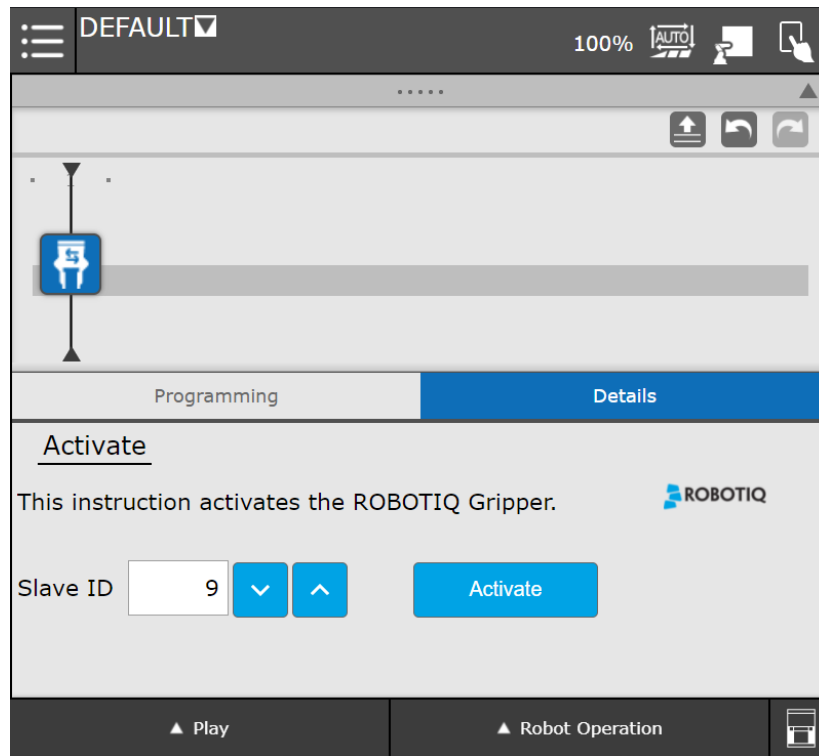 DEFAULT
100% AUTO
Programming Details
Activate
This instruction activates the ROBOTIQ Gripper.
ROBOTIQ
Slave ID 9 Activate
Play Robot Operation